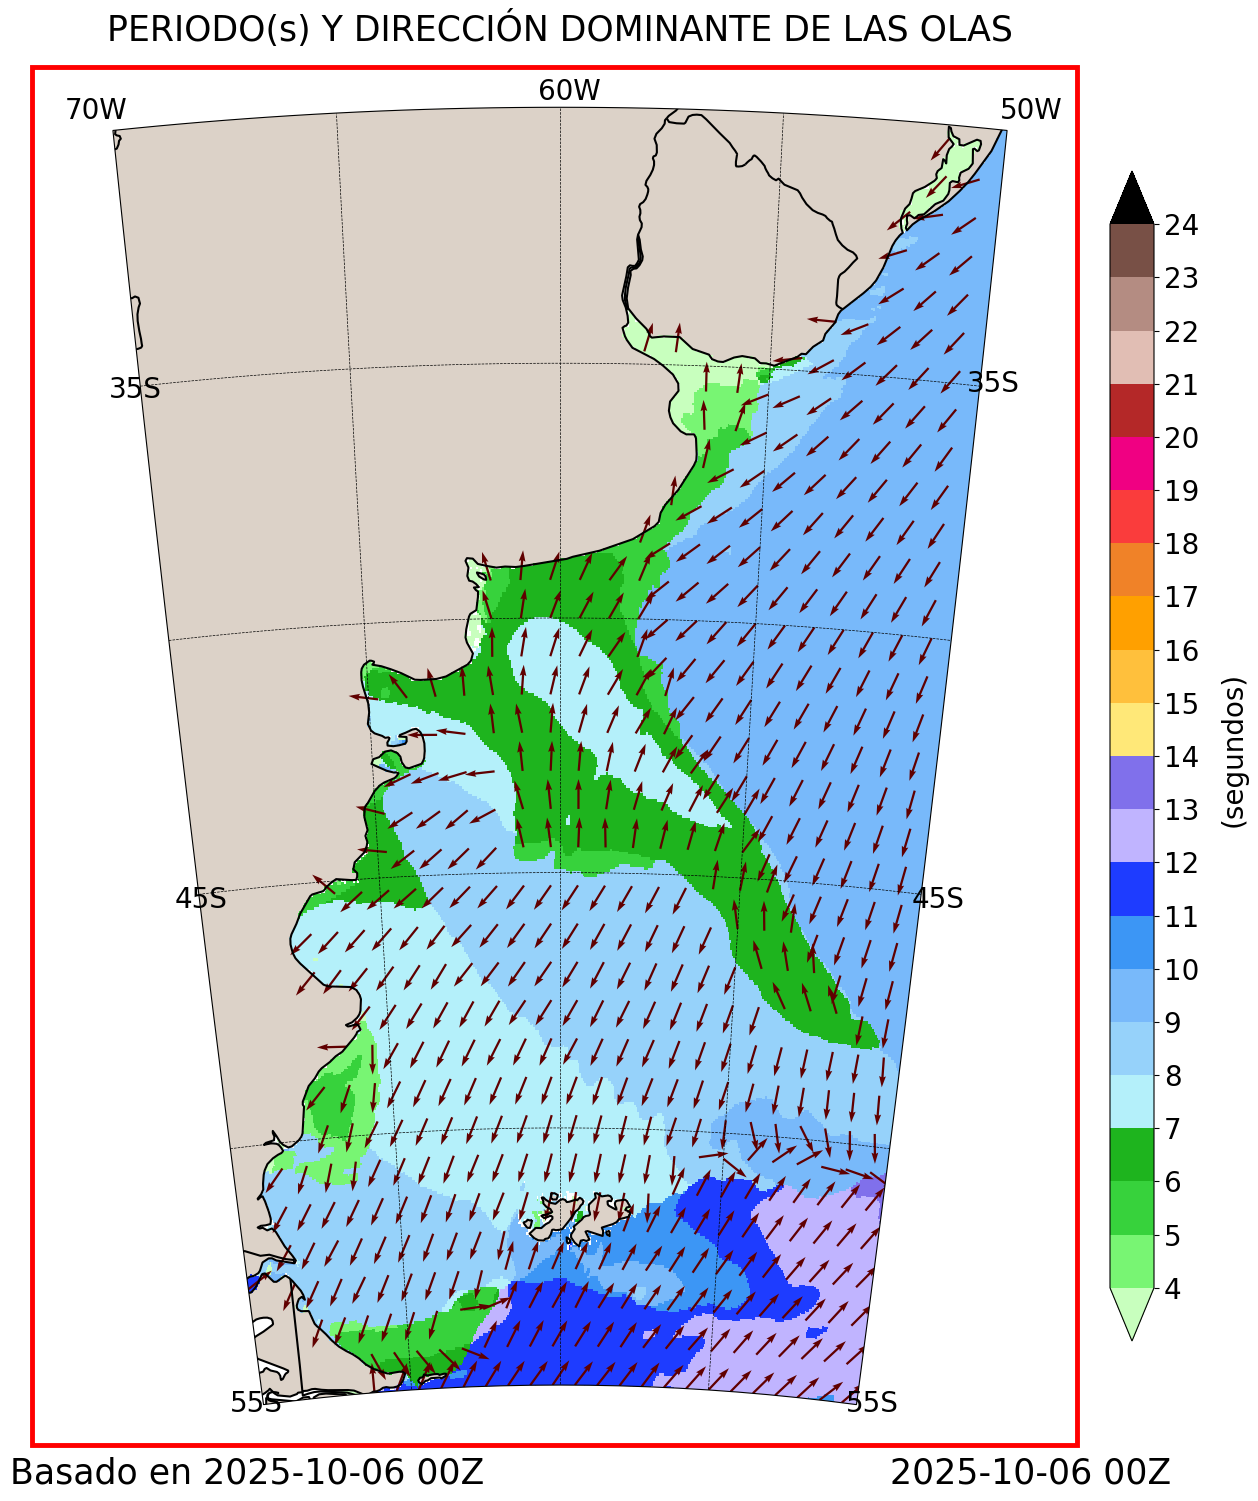 PERIODO(s) Y DIRECCIÓN DOMINANTE DE LAS OLAS
70W
60W
50W
35S
35S
45S
45S
55S
55S
24
23
22
21
20
19
18
17
16
15
14
13
12
11
10
9
8
7
6
5
4
(segundos)
Basado en 2025-10-06 00Z
2025-10-06 00Z